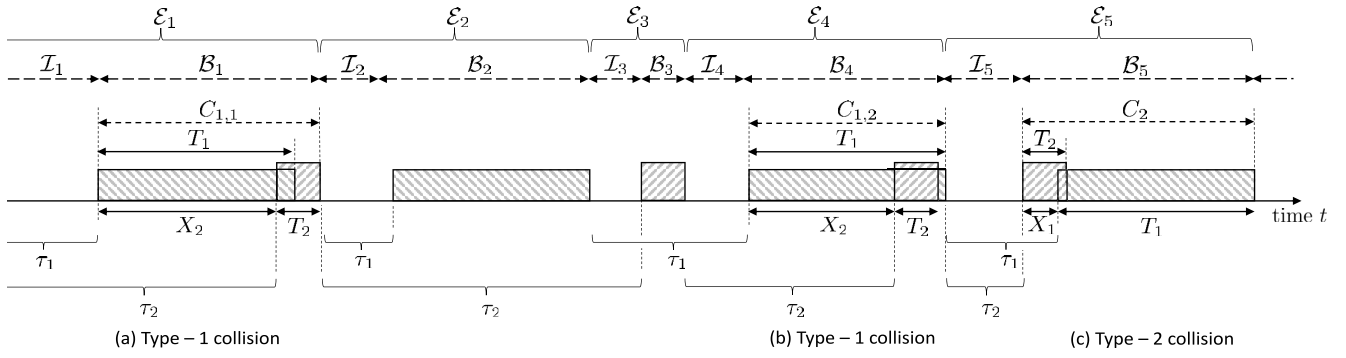 ℰ₁ ℰ₂ ℰ₃ ℰ₄ ℰ₅
ℐ₁ ℬ₁ ℐ₂ ℬ₂ ℐ₃ ℬ₃ ℐ₄ ℬ₄ ℐ₅ ℬ₅
C₁,₁ C₁,₂ C₂
T₁ T₁ T₂
X₂ T₂ X₂ T₂ X₁ T₁ time t
τ₁ τ₁ τ₁ τ₁
τ₂ τ₂ τ₂ τ₂
(a) Type – 1 collision (b) Type – 1 collision (c) Type – 2 collision